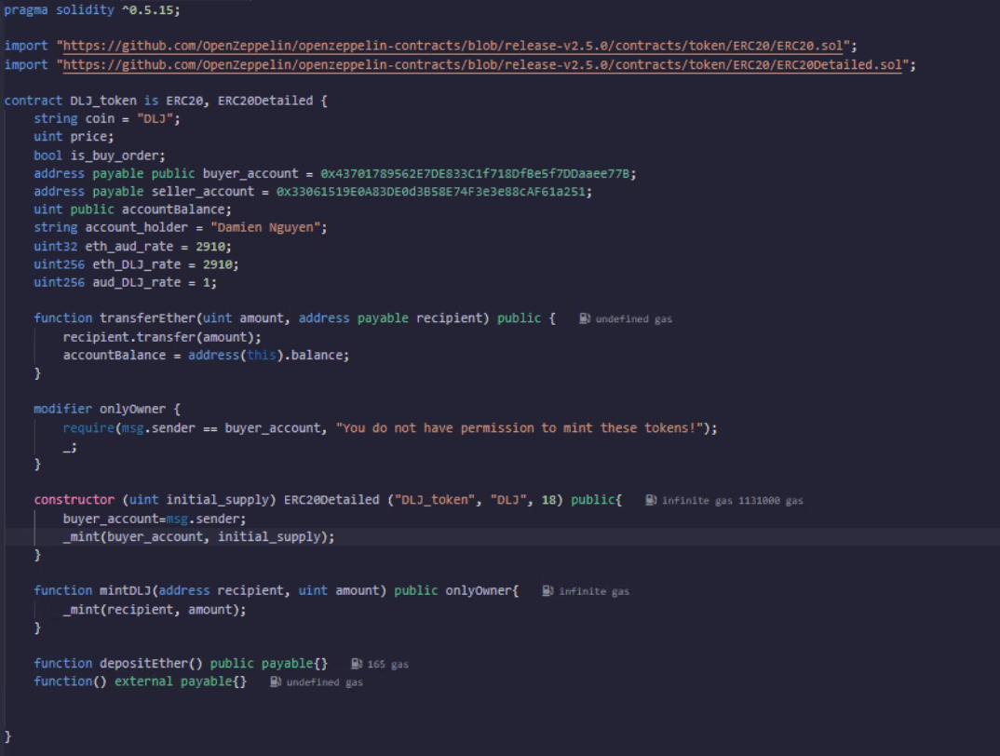 pragma solidity ^0.5.15;
import "https://github.com/OpenZeppelin/openzeppelin-contracts/blob/release-v2.5.0/contracts/token/ERC20/ERC20.sol";
import "https://github.com/OpenZeppelin/openzeppelin-contracts/blob/release-v2.5.0/contracts/token/ERC20/ERC20Detailed.sol";
contract DLJ_token is ERC20, ERC20Detailed {
string coin = "DLJ";
uint price;
bool is_buy_order;
address payable public buyer_account = 0x43701789562E7DE833C1f718DfBe5f7DDaaee77B;
address payable seller_account = 0x33061519E0A83DE0d3B58E74F3e3e88cAF61a251;
uint public accountBalance;
string account_holder = "Damien Nguyen";
uint32 eth_aud_rate = 2910;
uint256 eth_DLJ_rate = 2910;
uint256 aud_DLJ_rate = 1;
function transferEther(uint amount, address payable recipient) public { undefined gas
recipient.transfer(amount);
accountBalance = address(this).balance;
}
modifier onlyOwner {
require(msg.sender == buyer_account, "You do not have permission to mint these tokens!");
_;
}
constructor (uint initial_supply) ERC20Detailed ("DLJ_token", "DLJ", 18) public{ infinite gas 1131000 gas
buyer_account=msg.sender;
_mint(buyer_account, initial_supply);
}
function mintDLJ(address recipient, uint amount) public onlyOwner{ infinite gas
_mint(recipient, amount);
}
function depositEther() public payable{} 165 gas
function() external payable{} undefined gas
}